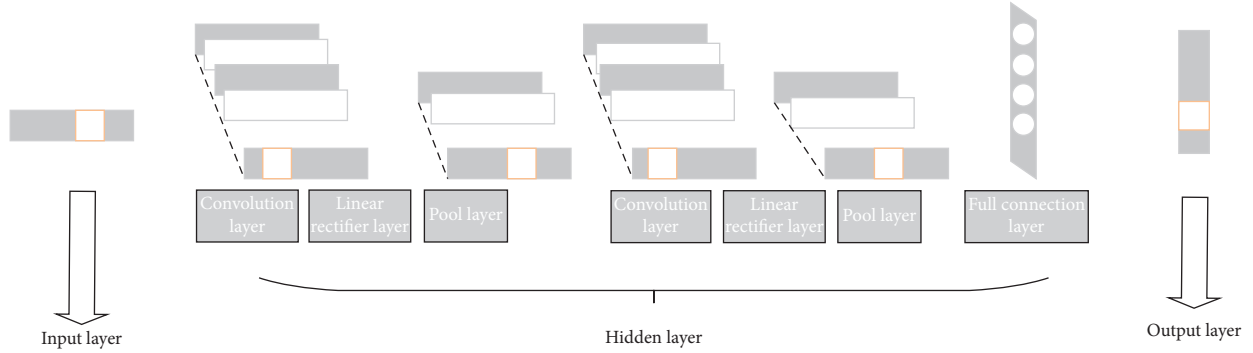 Convolution
layer
Linear
rectifier layer
Pool layer
Convolution
layer
Linear
rectifier layer
Pool layer
Full connection
layer
Input layer
Hidden layer
Output layer